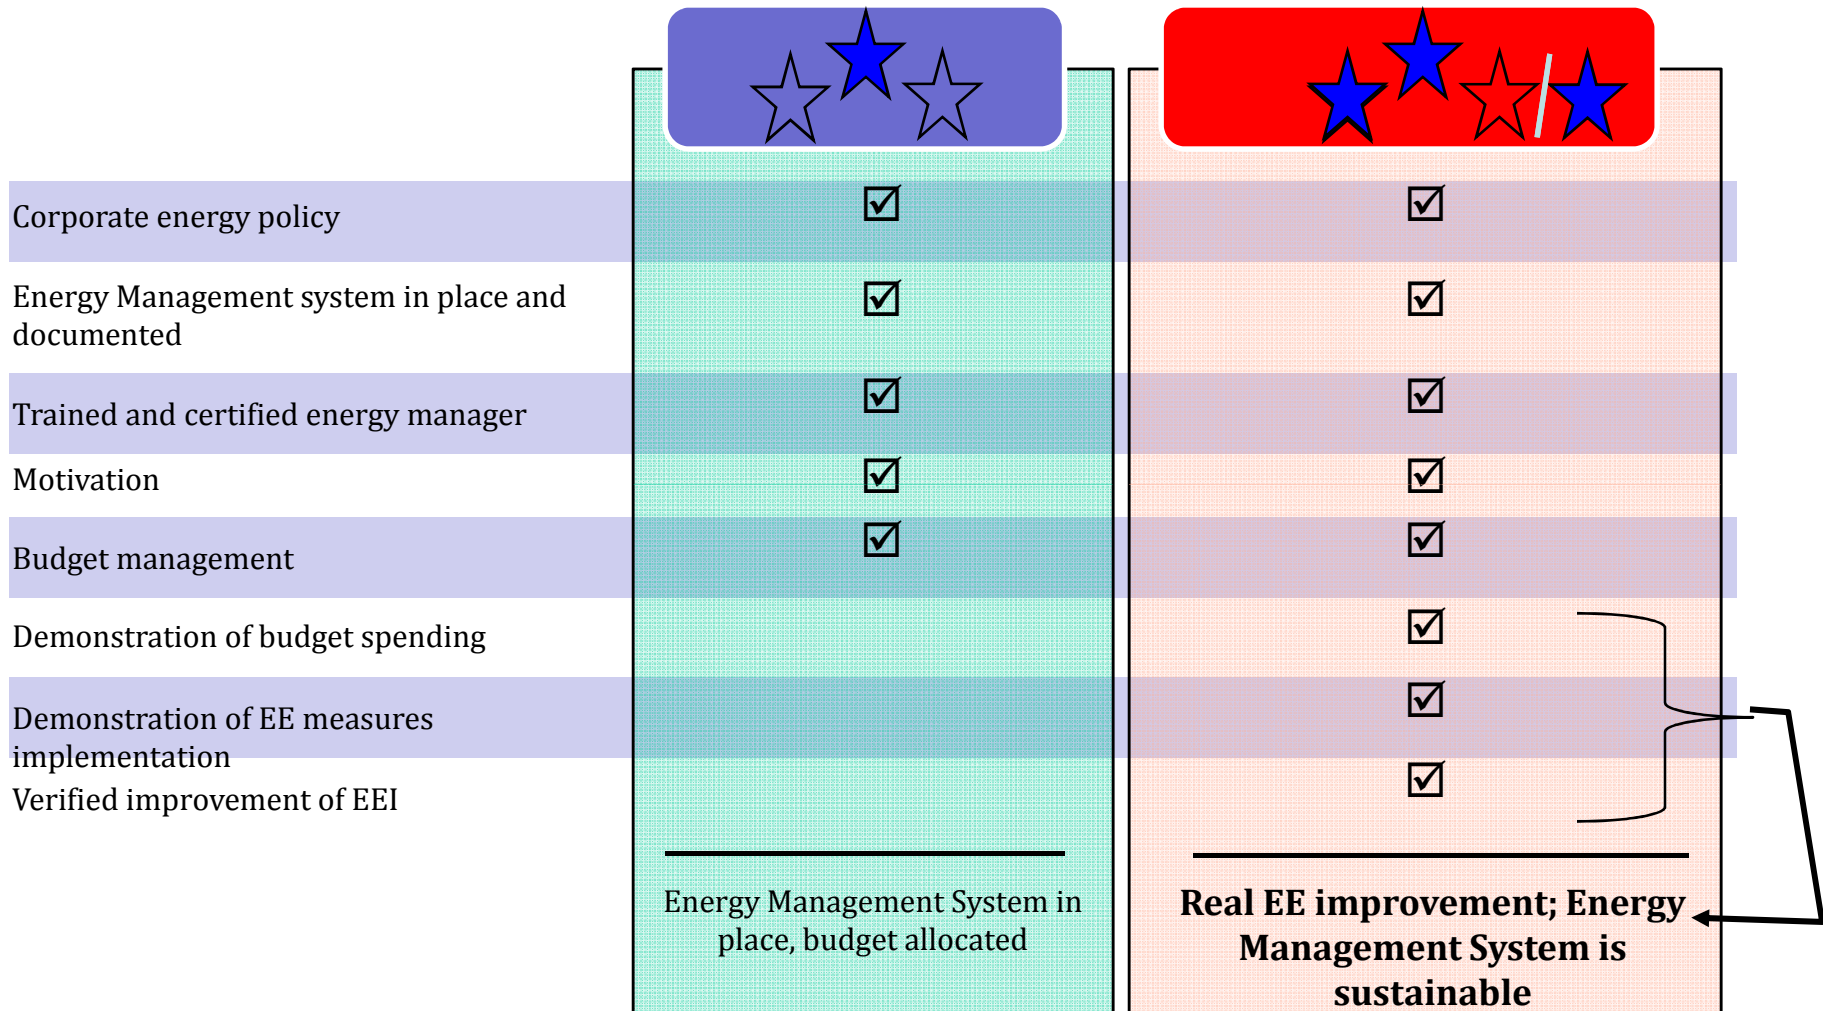 Corporate energy policy
Energy Management system in place and
documented
Trained and certified energy manager
Motivation
Budget management
Demonstration of budget spending
Demonstration of EE measures
implementation
Verified improvement of EEI
Energy Management System in
place, budget allocated
Real EE improvement; Energy
Management System is
sustainable